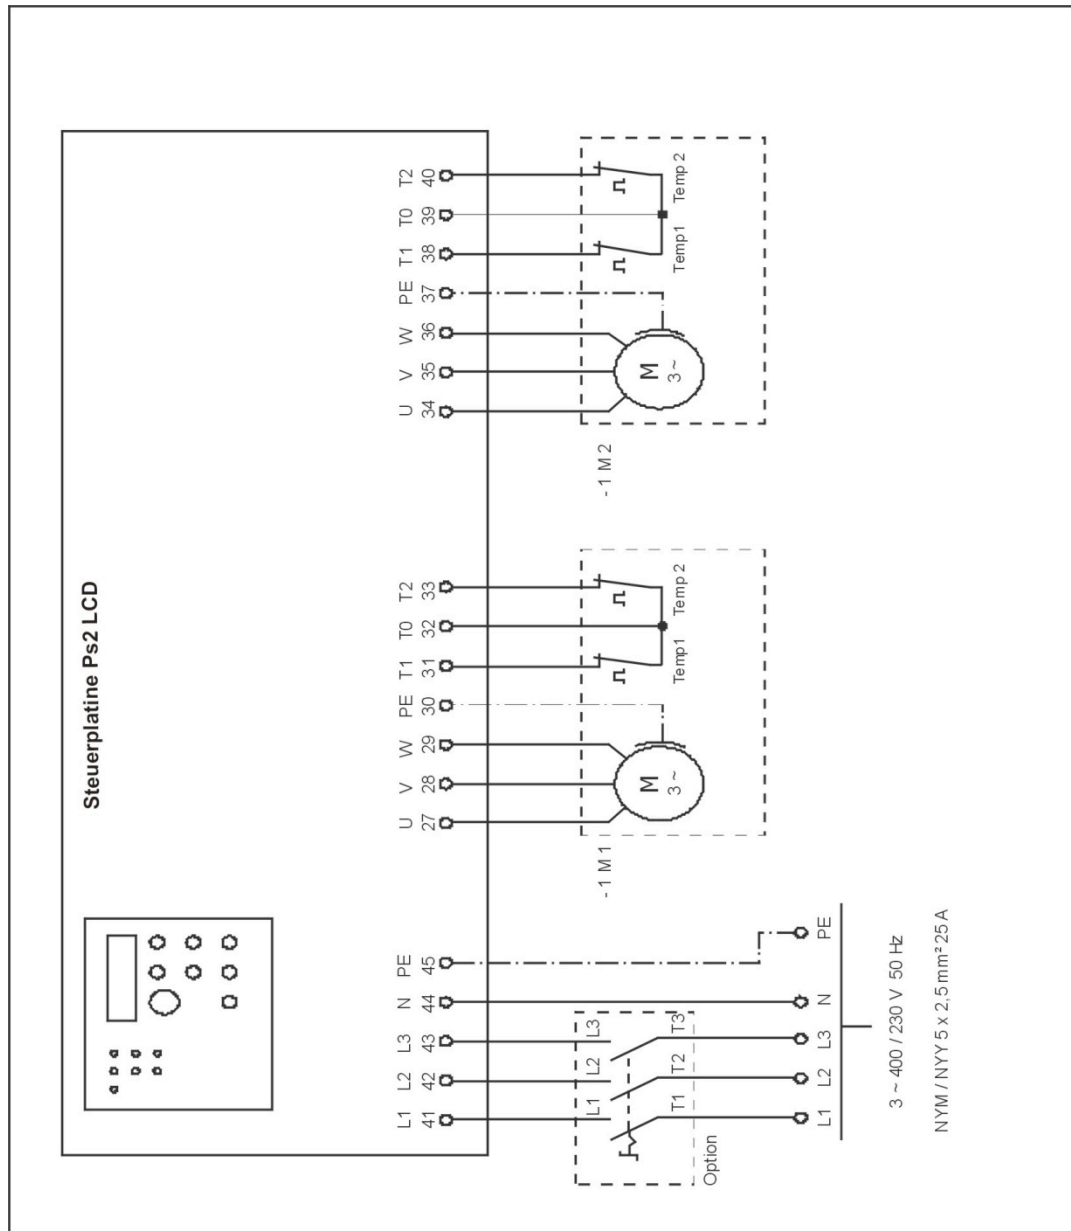 Steuerplatine Ps2 LCD
L1 L2 L3 N PE U V W PE T1 T0 T2 U V W PE T1 T0 T2
41 42 43 44 45 27 28 29 30 31 32 33 34 35 36 37 38 39 40
L1 L2 L3
T1 T2 T3
Option
- 1 M 1
M
3 ~
Temp1
Temp 2
- 1 M 2
M
3 ~
Temp1
Temp 2
L1 L2 L3 N PE
3 ~ 400 / 230 V 50 Hz
NYM / NYY 5 x 2,5mm² 25 A